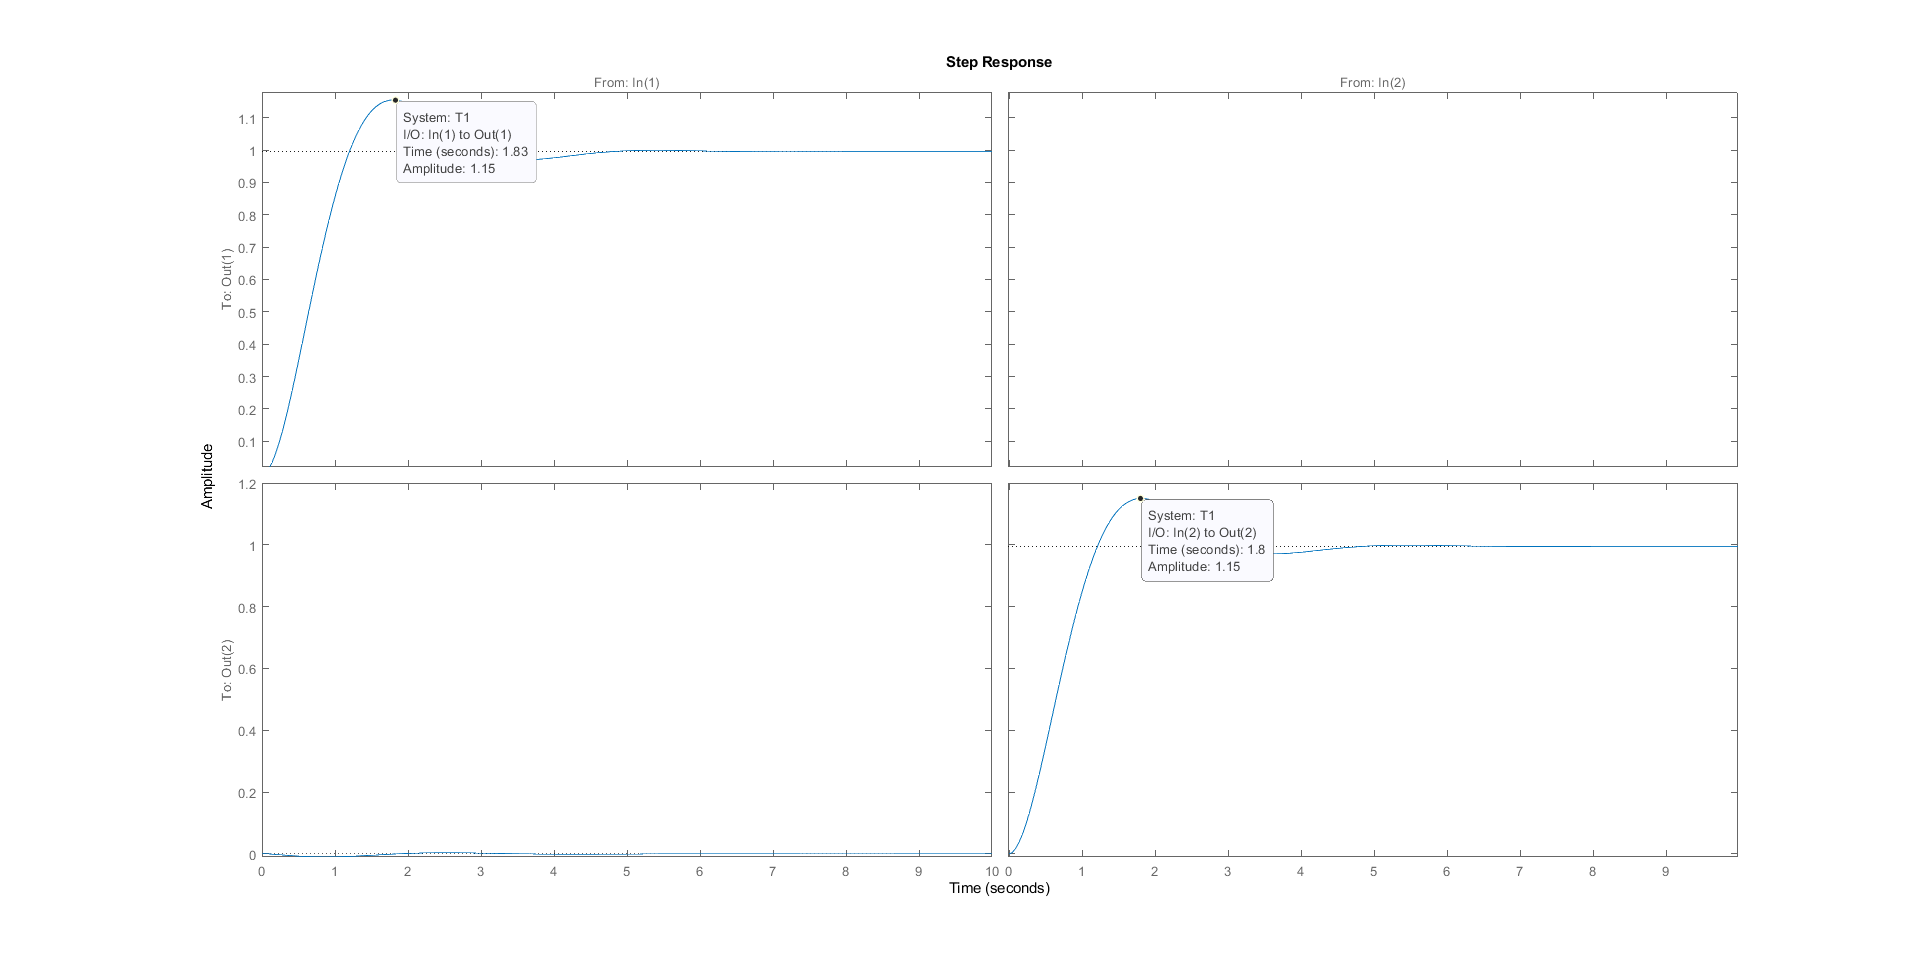 Step Response
From: In(1)
From: In(2)
To: Out(1)
1.1
1
0.9
0.8
0.7
0.6
0.5
0.4
0.3
0.2
0.1
System: T1
I/O: In(1) to Out(1)
Time (seconds): 1.83
Amplitude: 1.15
Amplitude
To: Out(2)
1.2
1
0.8
0.6
0.4
0.2
0
System: T1
I/O: In(2) to Out(2)
Time (seconds): 1.8
Amplitude: 1.15
0 1 2 3 4 5 6 7 8 9 10 0 1 2 3 4 5 6 7 8 9
Time (seconds)